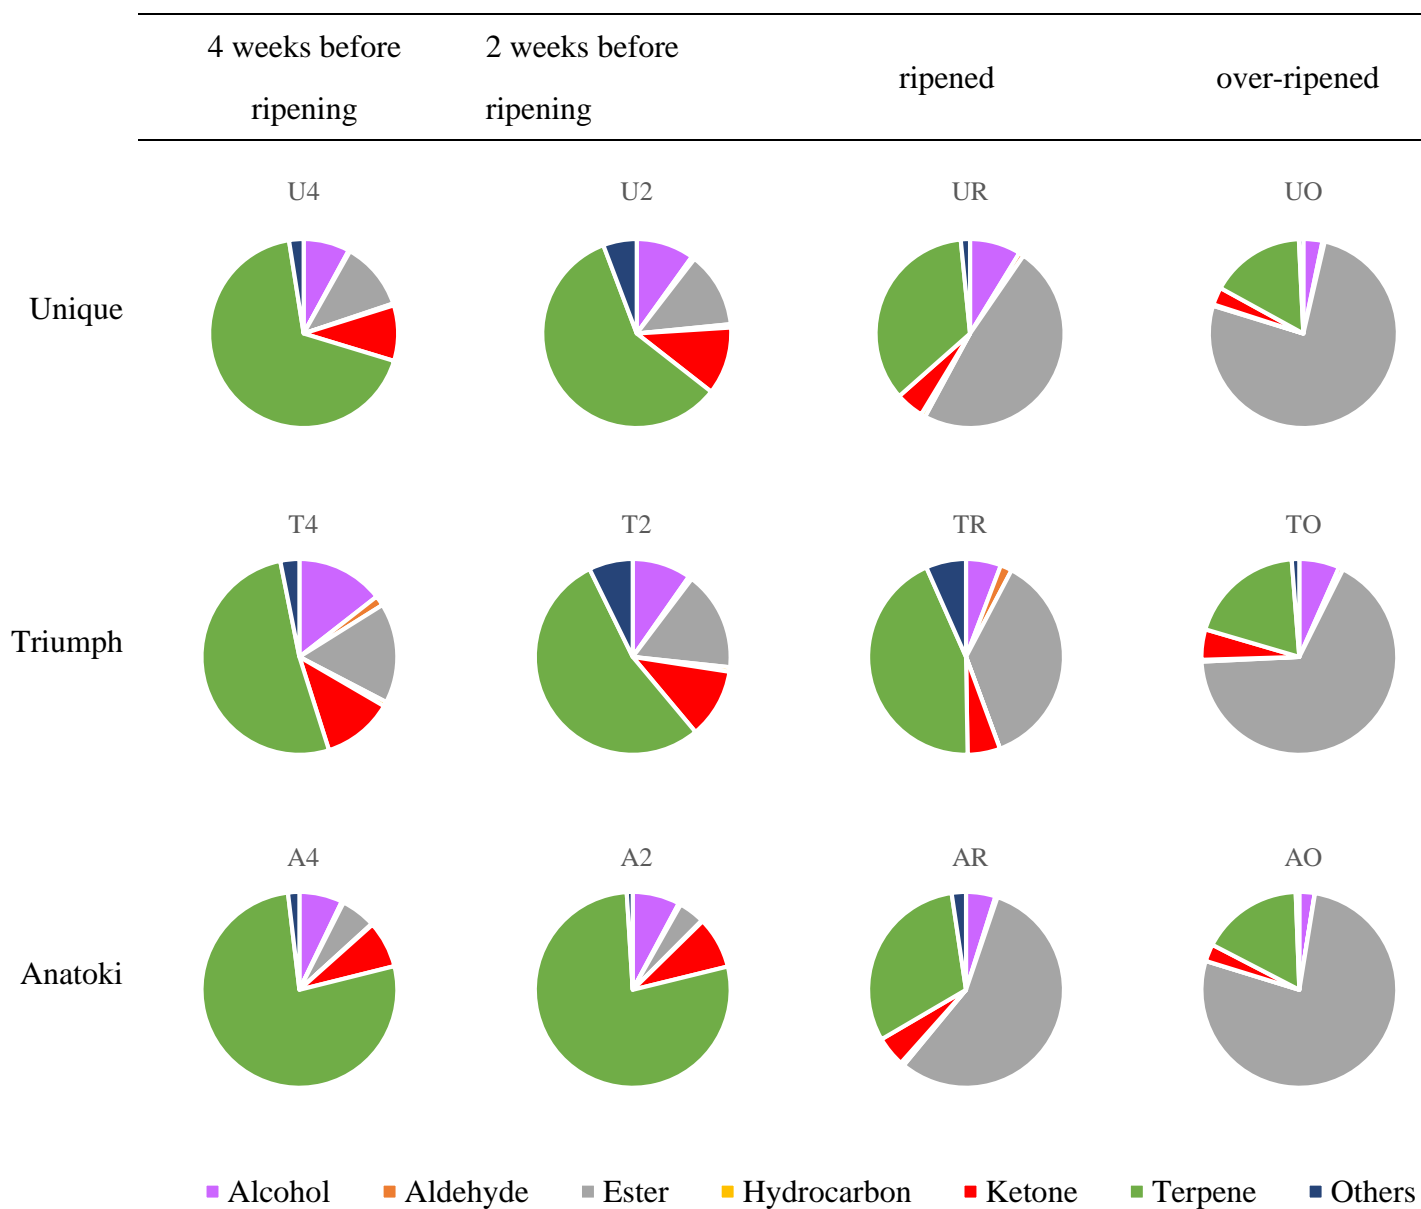 4 weeks before
ripening
2 weeks before
ripening
ripened
over-ripened
U4
U2
UR
UO
Unique
T4
T2
TR
TO
Triumph
A4
A2
AR
AO
Anatoki
Alcohol
Aldehyde
Ester
Hydrocarbon
Ketone
Terpene
Others